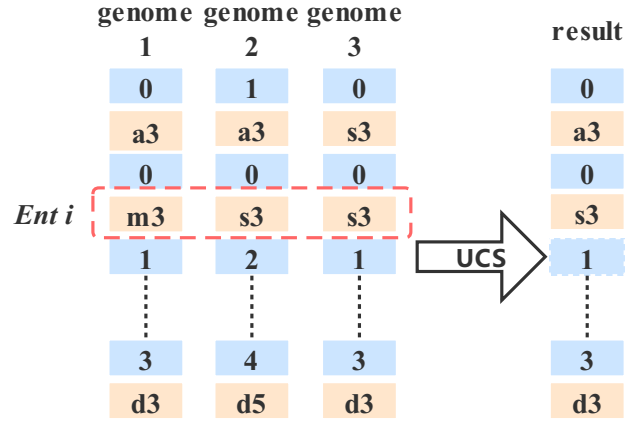 genome genome genome
1 2 3 result
0 1 0 0
a3 a3 s3 a3
0 0 0 0
Ent i m3 s3 s3 s3
1 2 1 UCS 1
3 4 3 3
d3 d5 d3 d3